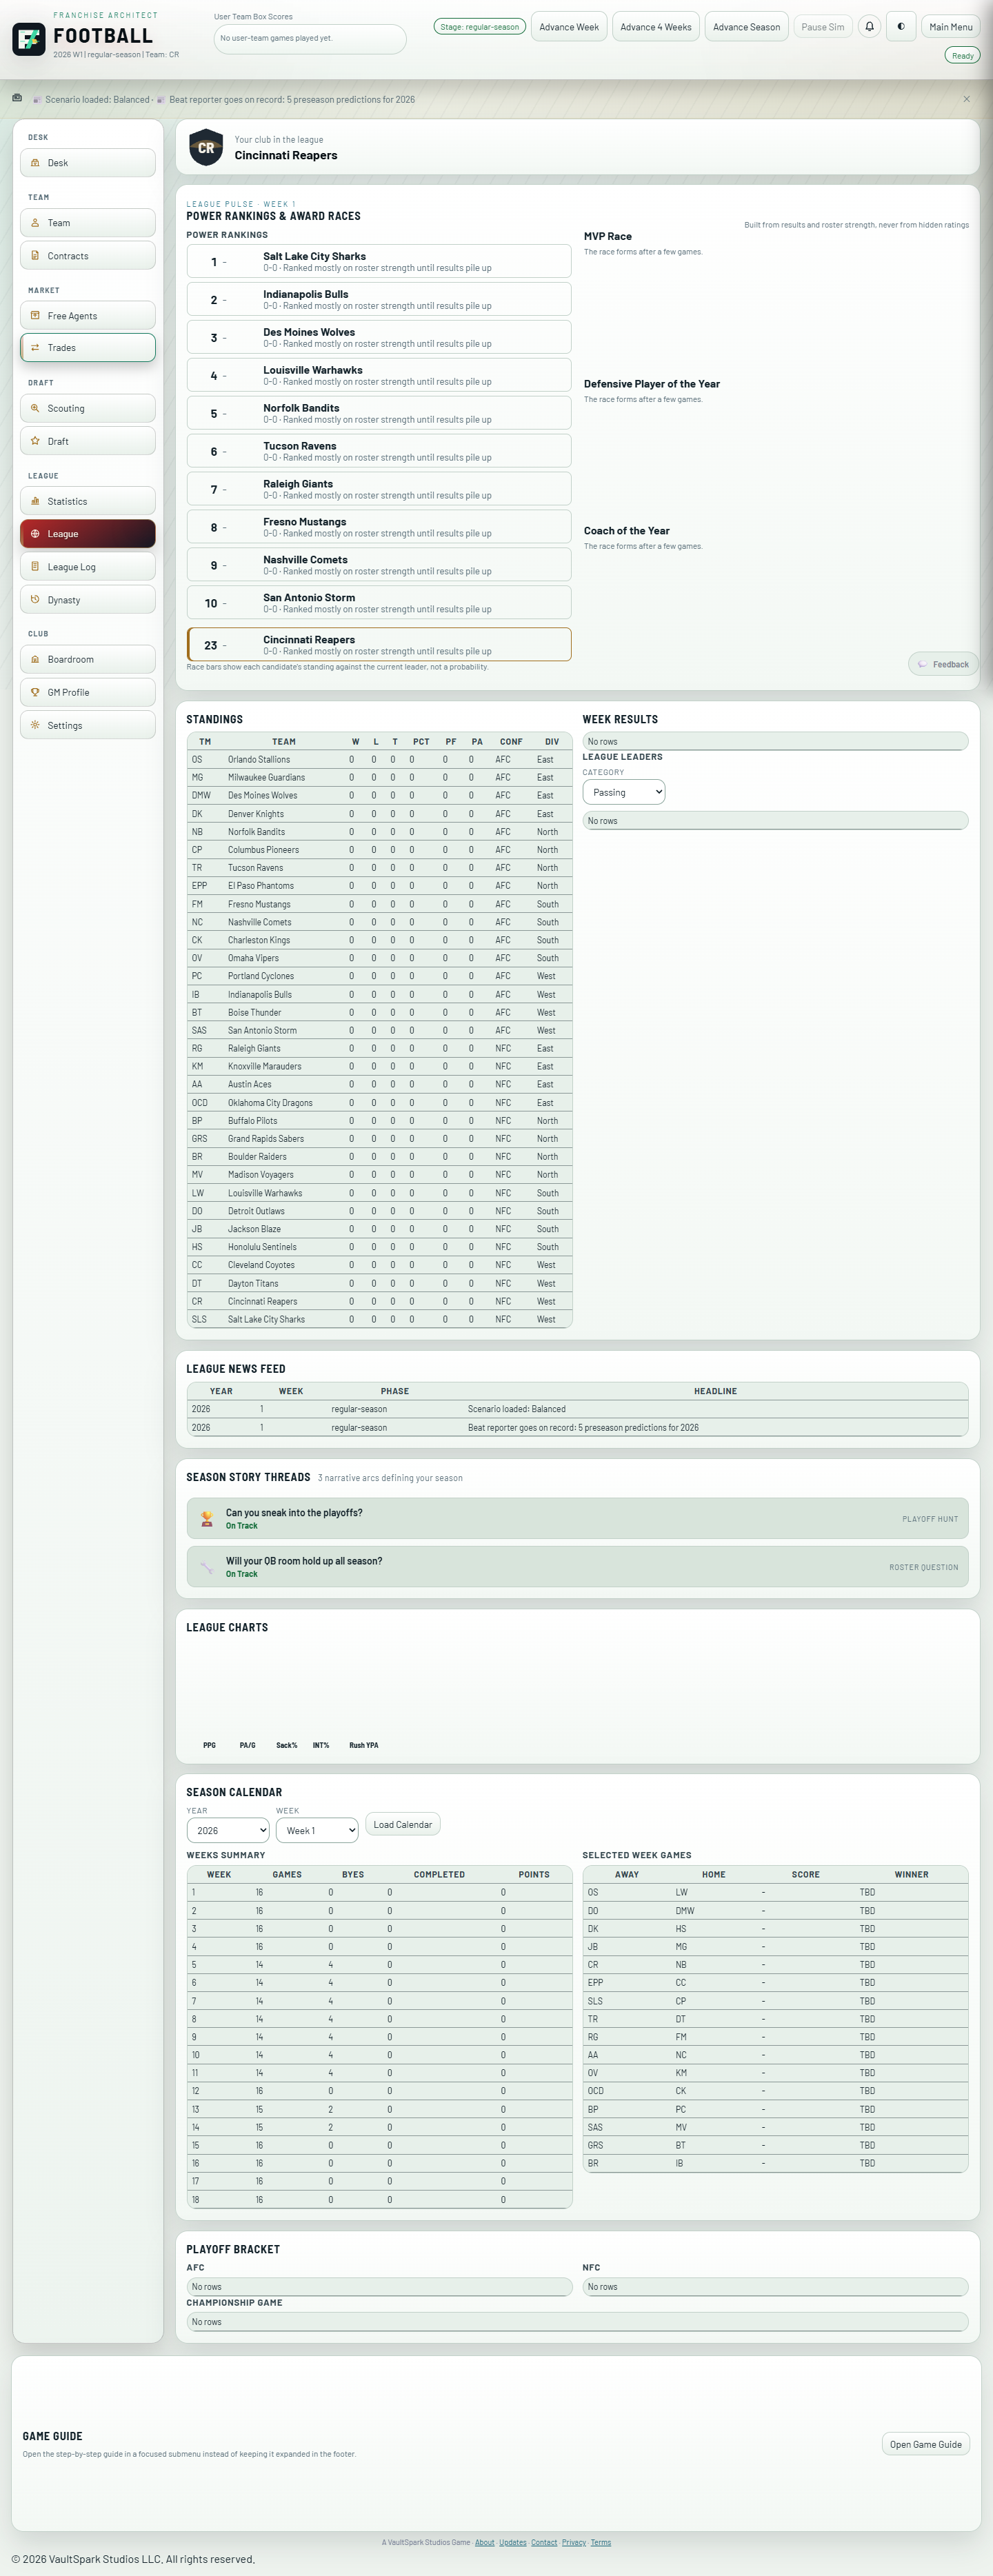 FRANCHISE ARCHITECT
FOOTBALL
2026 W1 | regular-season | Team: CR
User Team Box Scores
No user-team games played yet.
Stage: regular-season
Advance Week
Advance 4 Weeks
Advance Season
Pause Sim
Main Menu
Ready
Scenario loaded: Balanced · Beat reporter goes on record: 5 preseason predictions for 2026
DESK
Desk
TEAM
Team
Contracts
MARKET
Free Agents
Trades
DRAFT
Scouting
Draft
LEAGUE
Statistics
League
League Log
Dynasty
CLUB
Boardroom
GM Profile
Settings
CR
Your club in the league
Cincinnati Reapers
LEAGUE PULSE · WEEK 1
POWER RANKINGS & AWARD RACES
Built from results and roster strength, never from hidden ratings
POWER RANKINGS
1 – Salt Lake City Sharks
0-0 · Ranked mostly on roster strength until results pile up
2 – Indianapolis Bulls
0-0 · Ranked mostly on roster strength until results pile up
3 – Des Moines Wolves
0-0 · Ranked mostly on roster strength until results pile up
4 – Louisville Warhawks
0-0 · Ranked mostly on roster strength until results pile up
5 – Norfolk Bandits
0-0 · Ranked mostly on roster strength until results pile up
6 – Tucson Ravens
0-0 · Ranked mostly on roster strength until results pile up
7 – Raleigh Giants
0-0 · Ranked mostly on roster strength until results pile up
8 – Fresno Mustangs
0-0 · Ranked mostly on roster strength until results pile up
9 – Nashville Comets
0-0 · Ranked mostly on roster strength until results pile up
10 – San Antonio Storm
0-0 · Ranked mostly on roster strength until results pile up
23 – Cincinnati Reapers
0-0 · Ranked mostly on roster strength until results pile up
Race bars show each candidate's standing against the current leader, not a probability.
MVP Race
The race forms after a few games.
Defensive Player of the Year
The race forms after a few games.
Coach of the Year
The race forms after a few games.
Feedback
STANDINGS
TM TEAM W L T PCT PF PA CONF DIV
OS Orlando Stallions 0 0 0 0 0 0 AFC East
MG Milwaukee Guardians 0 0 0 0 0 0 AFC East
DMW Des Moines Wolves 0 0 0 0 0 0 AFC East
DK Denver Knights 0 0 0 0 0 0 AFC East
NB Norfolk Bandits 0 0 0 0 0 0 AFC North
CP Columbus Pioneers 0 0 0 0 0 0 AFC North
TR Tucson Ravens 0 0 0 0 0 0 AFC North
EPP El Paso Phantoms 0 0 0 0 0 0 AFC North
FM Fresno Mustangs 0 0 0 0 0 0 AFC South
NC Nashville Comets 0 0 0 0 0 0 AFC South
CK Charleston Kings 0 0 0 0 0 0 AFC South
OV Omaha Vipers 0 0 0 0 0 0 AFC South
PC Portland Cyclones 0 0 0 0 0 0 AFC West
IB Indianapolis Bulls 0 0 0 0 0 0 AFC West
BT Boise Thunder 0 0 0 0 0 0 AFC West
SAS San Antonio Storm 0 0 0 0 0 0 AFC West
RG Raleigh Giants 0 0 0 0 0 0 NFC East
KM Knoxville Marauders 0 0 0 0 0 0 NFC East
AA Austin Aces 0 0 0 0 0 0 NFC East
OCD Oklahoma City Dragons 0 0 0 0 0 0 NFC East
BP Buffalo Pilots 0 0 0 0 0 0 NFC North
GRS Grand Rapids Sabers 0 0 0 0 0 0 NFC North
BR Boulder Raiders 0 0 0 0 0 0 NFC North
MV Madison Voyagers 0 0 0 0 0 0 NFC North
LW Louisville Warhawks 0 0 0 0 0 0 NFC South
DO Detroit Outlaws 0 0 0 0 0 0 NFC South
JB Jackson Blaze 0 0 0 0 0 0 NFC South
HS Honolulu Sentinels 0 0 0 0 0 0 NFC South
CC Cleveland Coyotes 0 0 0 0 0 0 NFC West
DT Dayton Titans 0 0 0 0 0 0 NFC West
CR Cincinnati Reapers 0 0 0 0 0 0 NFC West
SLS Salt Lake City Sharks 0 0 0 0 0 0 NFC West
WEEK RESULTS
No rows
LEAGUE LEADERS
CATEGORY
Passing
No rows
LEAGUE NEWS FEED
YEAR WEEK PHASE HEADLINE
2026 1 regular-season Scenario loaded: Balanced
2026 1 regular-season Beat reporter goes on record: 5 preseason predictions for 2026
SEASON STORY THREADS 3 narrative arcs defining your season
Can you sneak into the playoffs?
On Track
PLAYOFF HUNT
Will your QB room hold up all season?
On Track
ROSTER QUESTION
LEAGUE CHARTS
PPG PA/G Sack% INT% Rush YPA
SEASON CALENDAR
YEAR WEEK
2026 Week 1 Load Calendar
WEEKS SUMMARY
WEEK GAMES BYES COMPLETED POINTS
1 16 0 0 0
2 16 0 0 0
3 16 0 0 0
4 16 0 0 0
5 14 4 0 0
6 14 4 0 0
7 14 4 0 0
8 14 4 0 0
9 14 4 0 0
10 14 4 0 0
11 14 4 0 0
12 16 0 0 0
13 15 2 0 0
14 15 2 0 0
15 16 0 0 0
16 16 0 0 0
17 16 0 0 0
18 16 0 0 0
SELECTED WEEK GAMES
AWAY HOME SCORE WINNER
OS LW - TBD
DO DMW - TBD
DK HS - TBD
JB MG - TBD
CR NB - TBD
EPP CC - TBD
SLS CP - TBD
TR DT - TBD
RG FM - TBD
AA NC - TBD
OV KM - TBD
OCD CK - TBD
BP PC - TBD
SAS MV - TBD
GRS BT - TBD
BR IB - TBD
PLAYOFF BRACKET
AFC
No rows
NFC
No rows
CHAMPIONSHIP GAME
No rows
GAME GUIDE
Open the step-by-step guide in a focused submenu instead of keeping it expanded in the footer.
Open Game Guide
A VaultSpark Studios Game · About · Updates · Contact · Privacy · Terms
© 2026 VaultSpark Studios LLC. All rights reserved.